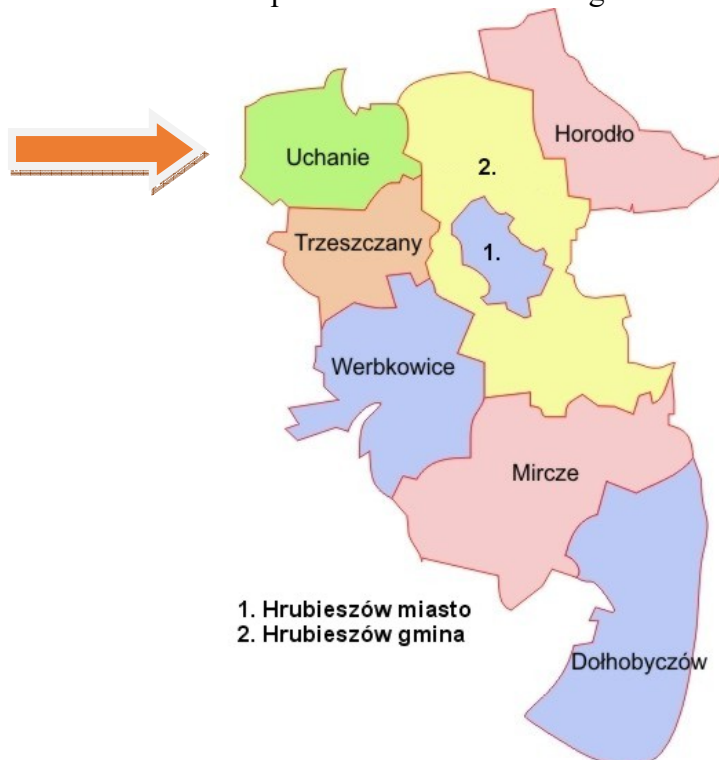 Horodło
Uchanie
2.
Trzeszczany
1.
Werbkowice
Mircze
1. Hrubieszów miasto
2. Hrubieszów gmina
Dołhobyczów